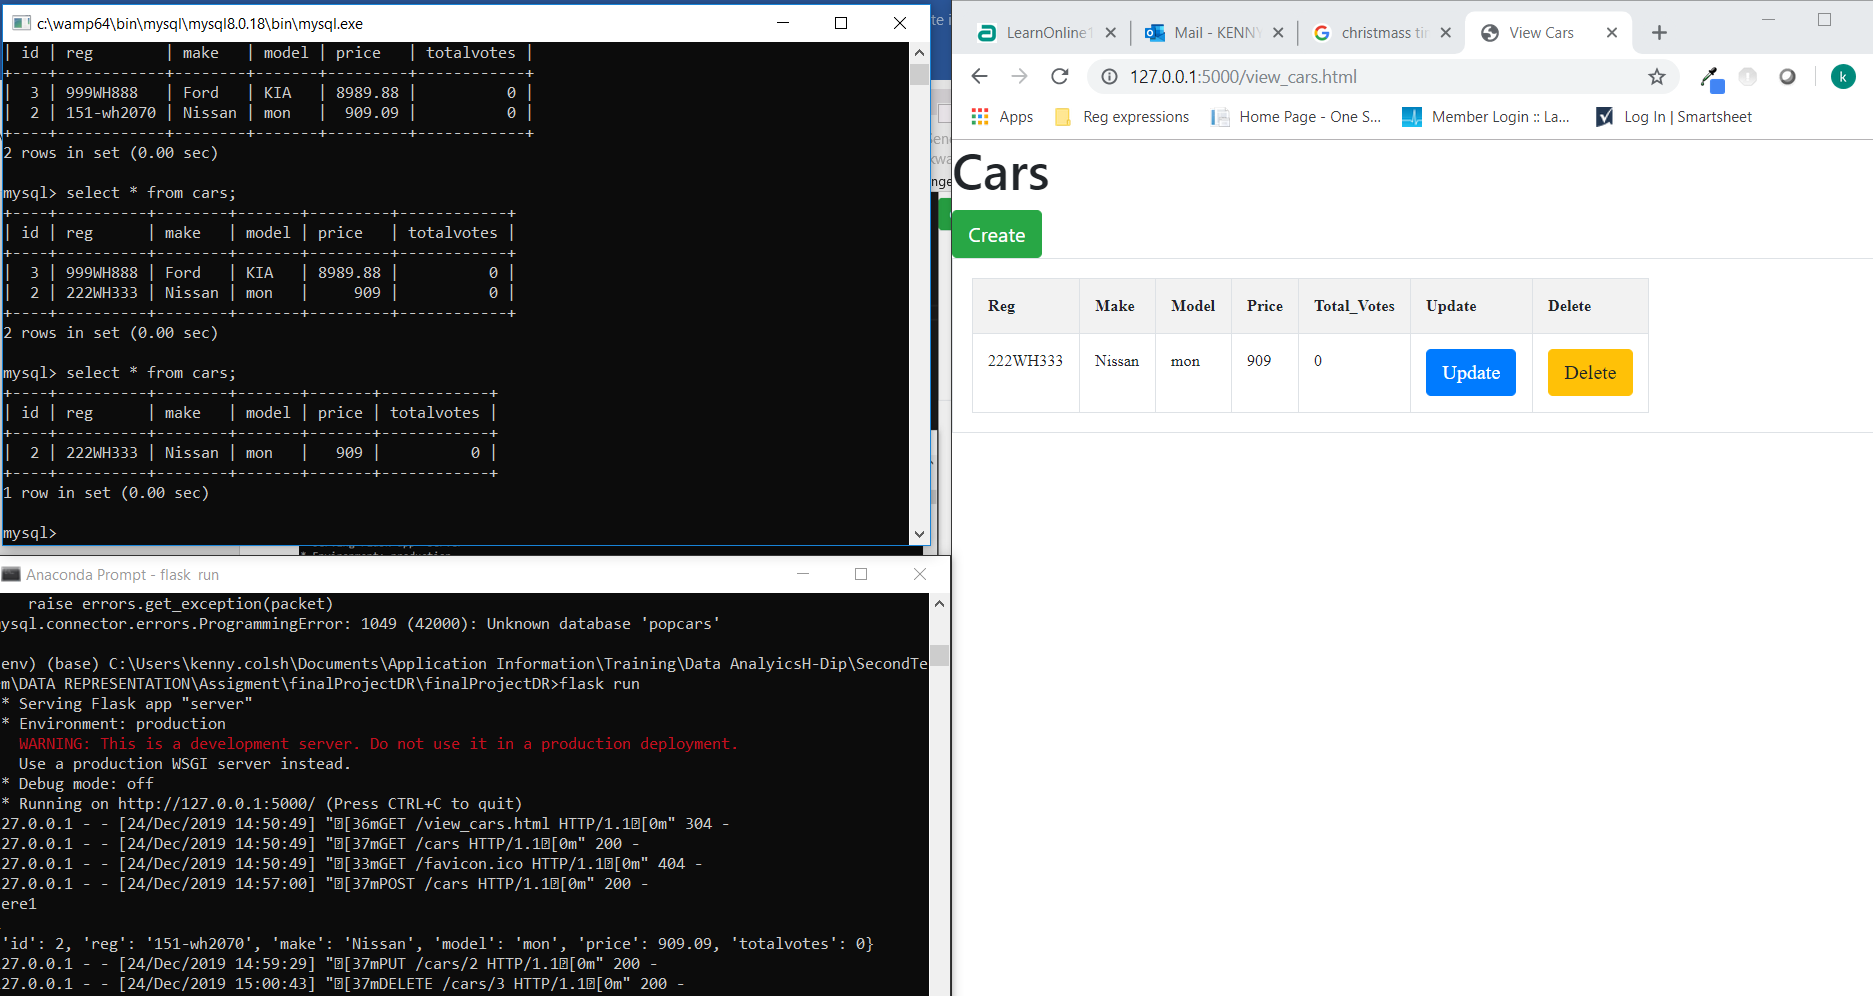 c:\wamp64\bin\mysql\mysql8.0.18\bin\mysql.exe
| id | reg        | make   | model | price   | totalvotes |
+----+------------+--------+-------+---------+------------+
|  3 | 999WH888   | Ford   | KIA   | 8989.88 |          0 |
|  2 | 151-wh2070 | Nissan | mon   |  909.09 |          0 |
+----+------------+--------+-------+---------+------------+
2 rows in set (0.00 sec)
mysql> select * from cars;
+----+----------+--------+-------+---------+------------+
| id | reg      | make   | model | price   | totalvotes |
+----+----------+--------+-------+---------+------------+
|  3 | 999WH888 | Ford   | KIA   | 8989.88 |          0 |
|  2 | 222WH333 | Nissan | mon   |     909 |          0 |
+----+----------+--------+-------+---------+------------+
2 rows in set (0.00 sec)
mysql> select * from cars;
+----+----------+--------+-------+-------+------------+
| id | reg      | make   | model | price | totalvotes |
+----+----------+--------+-------+-------+------------+
|  2 | 222WH333 | Nissan | mon   |   909 |          0 |
+----+----------+--------+-------+-------+------------+
1 row in set (0.00 sec)
mysql>
Anaconda Prompt - flask run
raise errors.get_exception(packet)
ysql.connector.errors.ProgrammingError: 1049 (42000): Unknown database 'popcars'
env) (base) C:\Users\kenny.colsh\Documents\Application Information\Training\Data AnalyicsH-Dip\SecondTe
m\DATA REPRESENTATION\Assigment\finalProjectDR\finalProjectDR>flask run
* Serving Flask app "server"
* Environment: production
WARNING: This is a development server. Do not use it in a production deployment.
Use a production WSGI server instead.
* Debug mode: off
* Running on http://127.0.0.1:5000/ (Press CTRL+C to quit)
27.0.0.1 - - [24/Dec/2019 14:50:49] "[36mGET /view_cars.html HTTP/1.1[0m" 304 -
27.0.0.1 - - [24/Dec/2019 14:50:49] "[37mGET /cars HTTP/1.1[0m" 200 -
27.0.0.1 - - [24/Dec/2019 14:50:49] "[33mGET /favicon.ico HTTP/1.1[0m" 404 -
27.0.0.1 - - [24/Dec/2019 14:57:00] "[37mPOST /cars HTTP/1.1[0m" 200 -
ere1
'id': 2, 'reg': '151-wh2070', 'make': 'Nissan', 'model': 'mon', 'price': 909.09, 'totalvotes': 0}
27.0.0.1 - - [24/Dec/2019 14:59:29] "[37mPUT /cars/2 HTTP/1.1[0m" 200 -
27.0.0.1 - - [24/Dec/2019 15:00:43] "[37mDELETE /cars/3 HTTP/1.1[0m" 200 -
LearnOnline Mail - KENNY christmass View Cars
127.0.0.1:5000/view_cars.html
k
Apps Reg expressions Home Page - One S... Member Login :: La... Log In | Smartsheet
Cars
Create
Reg Make Model Price Total_Votes Update Delete
222WH333 Nissan mon 909 0 Update Delete